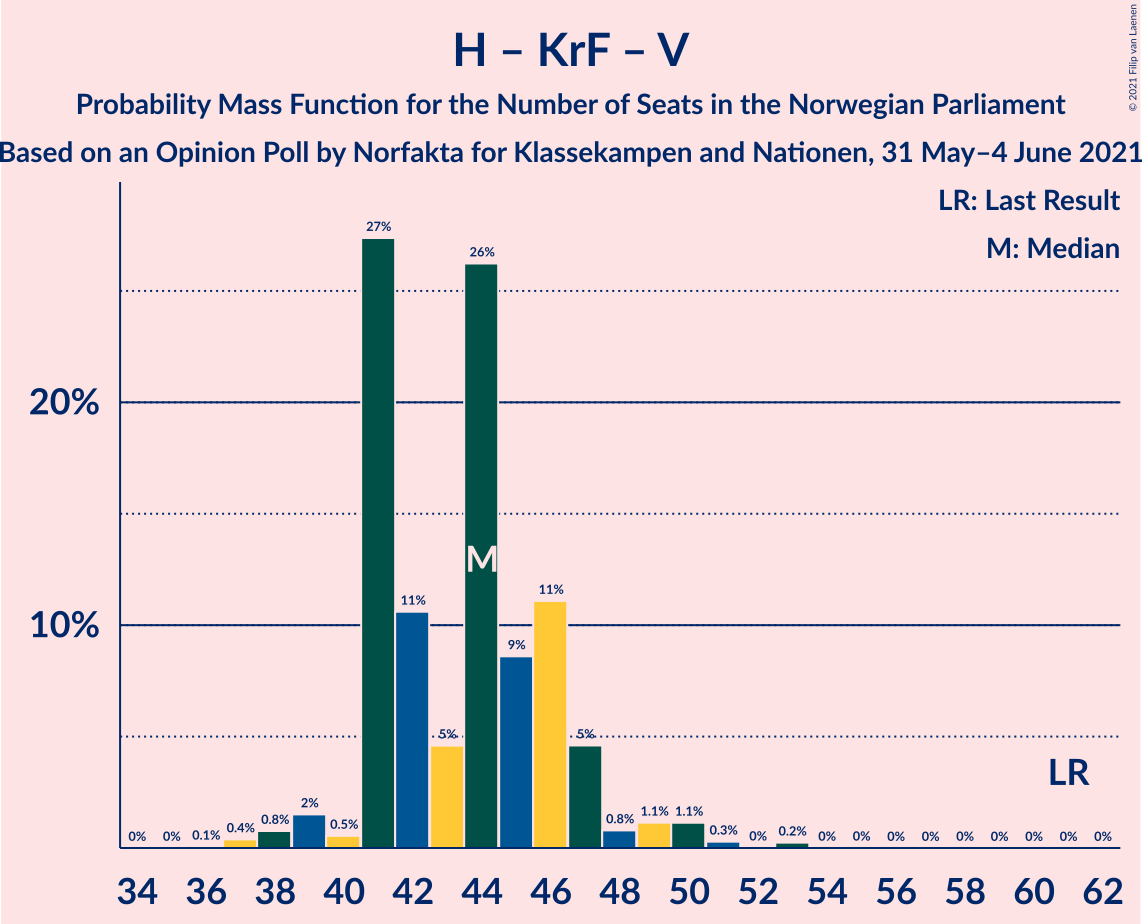 H – KrF – V
Probability Mass Function for the Number of Seats in the Norwegian Parliament
Based on an Opinion Poll by Norfakta for Klassekampen and Nationen, 31 May–4 June 2021
© 2021 Filip van Laenen
LR: Last Result
M: Median
20%
10%
0% 0% 0.1% 0.4% 0.8% 2% 0.5% 27% 11% 5% 26% 9% 11% 5% 0.8% 1.1% 1.1% 0.3% 0% 0.2% 0% 0% 0% 0% 0% 0% 0% 0% 0%
M
LR
34 36 38 40 42 44 46 48 50 52 54 56 58 60 62